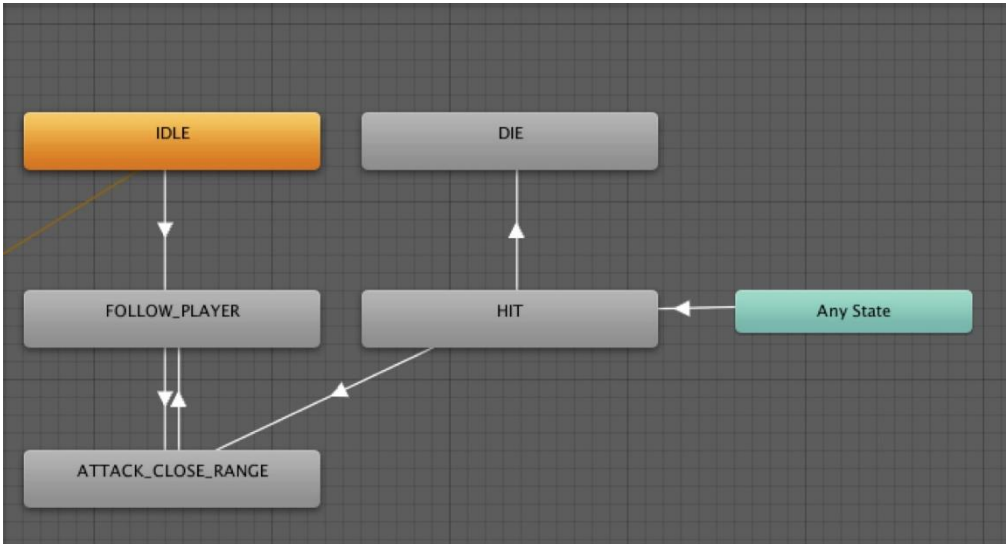 IDLE
DIE
FOLLOW_PLAYER
HIT
Any State
ATTACK_CLOSE_RANGE